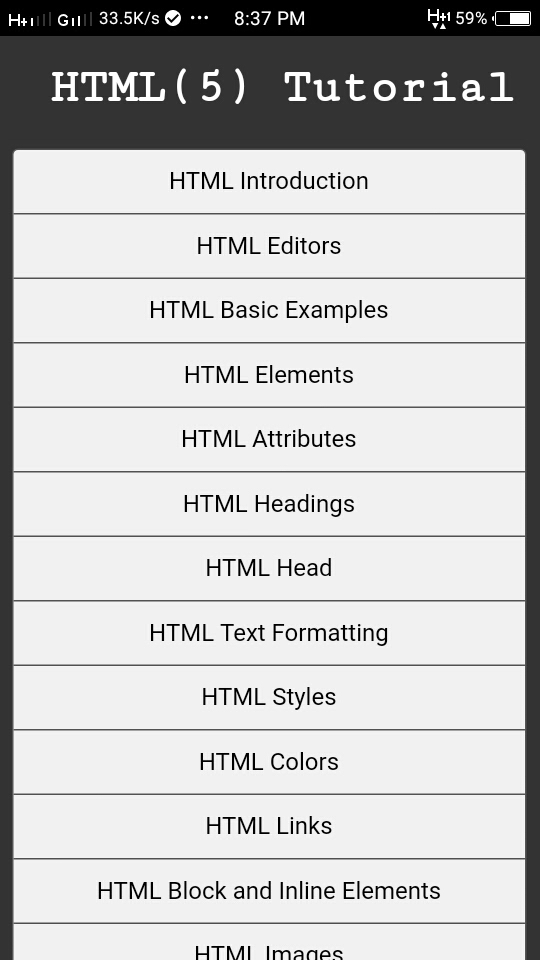 H+ G 33.5K/s 8:37 PM H+1 59%
HTML(5) Tutorial
HTML Introduction
HTML Editors
HTML Basic Examples
HTML Elements
HTML Attributes
HTML Headings
HTML Head
HTML Text Formatting
HTML Styles
HTML Colors
HTML Links
HTML Block and Inline Elements
HTML Images